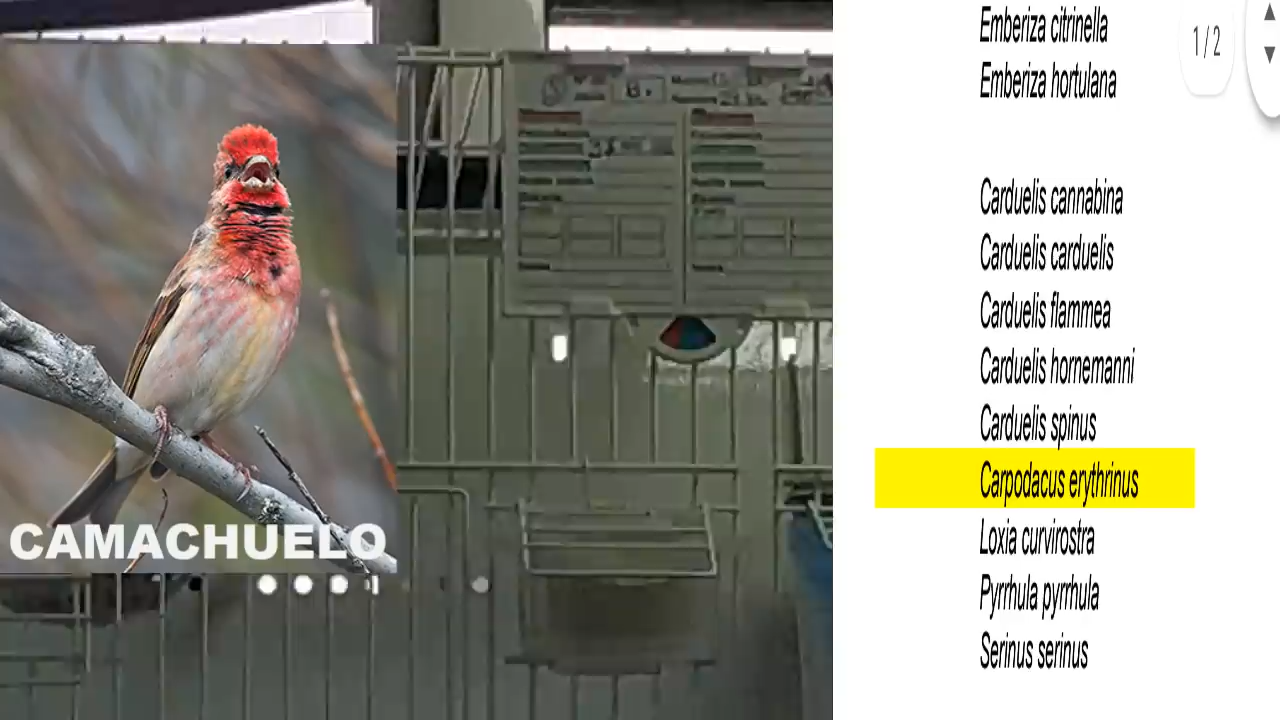 CAMACHUELO
Emberiza citrinella
Emberiza hortulana
1 / 2
Carduelis cannabina
Carduelis carduelis
Carduelis flammea
Carduelis hornemanni
Carduelis spinus
Carpodacus erythrinus
Loxia curvirostra
Pyrrhula pyrrhula
Serinus serinus